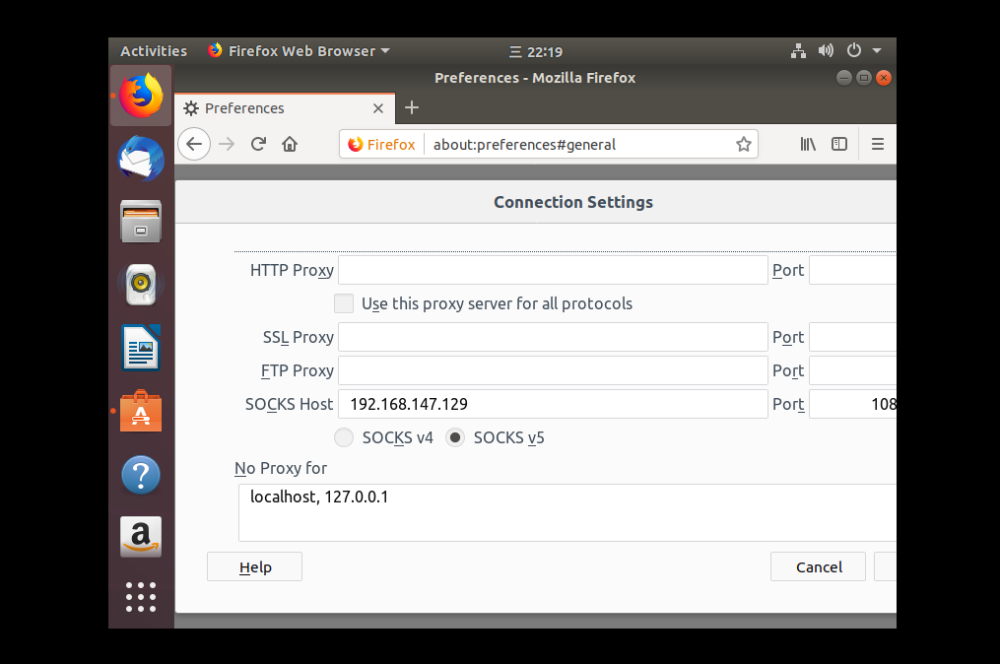 Activities Firefox Web Browser 22:19
Preferences - Mozilla Firefox
Preferences
Firefox about:preferences#general
Connection Settings
HTTP Proxy Port
Use this proxy server for all protocols
SSL Proxy Port
FTP Proxy Port
SOCKS Host 192.168.147.129 Port 108
SOCKS v4 SOCKS v5
No Proxy for
localhost, 127.0.0.1
Help Cancel